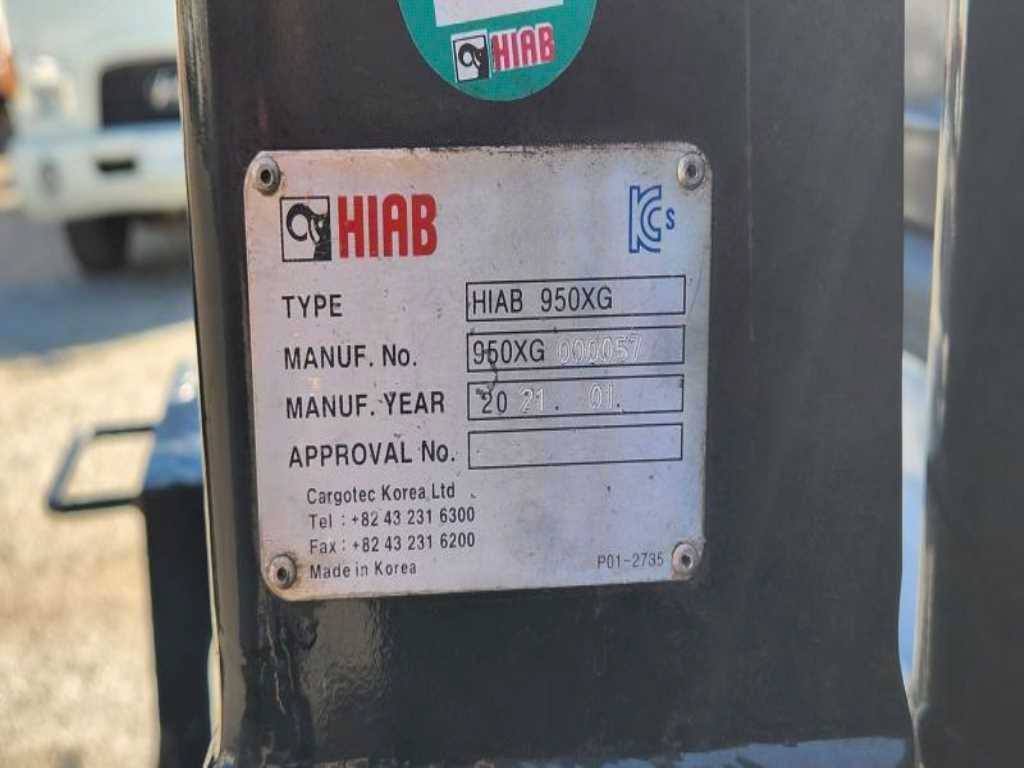 HIAB
HIAB
KCs
TYPE HIAB 950XG
MANUF. No. 950XG 000057
MANUF. YEAR 20 21. 01.
APPROVAL No.
Cargotec Korea Ltd
Tel : +82 43 231 6300
Fax : +82 43 231 6200
Made in Korea P01-2735